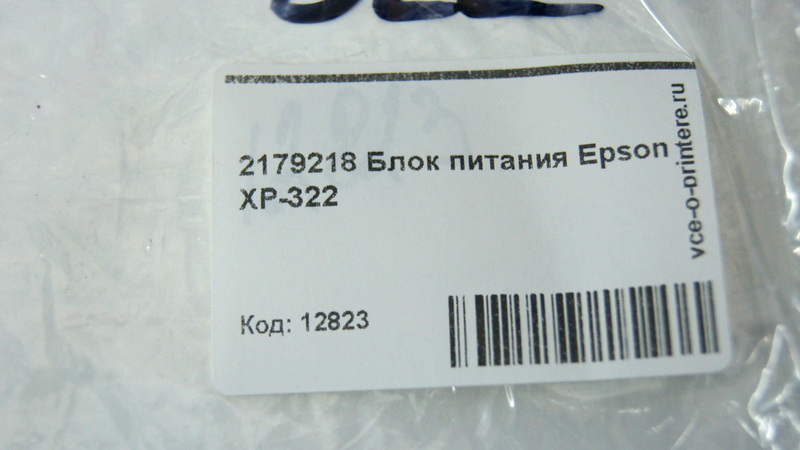 2179218 Блок питания Epson
XP-322
Код: 12823
vce-o-printere.ru